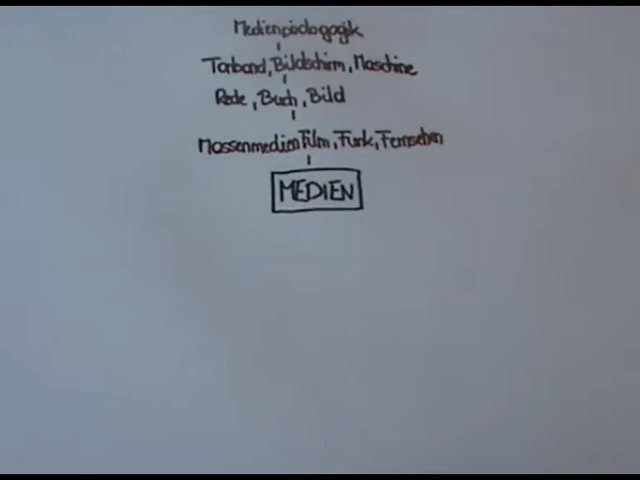 Medienpädagogik
Tonband, Bildschirm, Maschine
Rede, Buch, Bild
Massenmedien Film, Funk, Fernsehen
MEDIEN